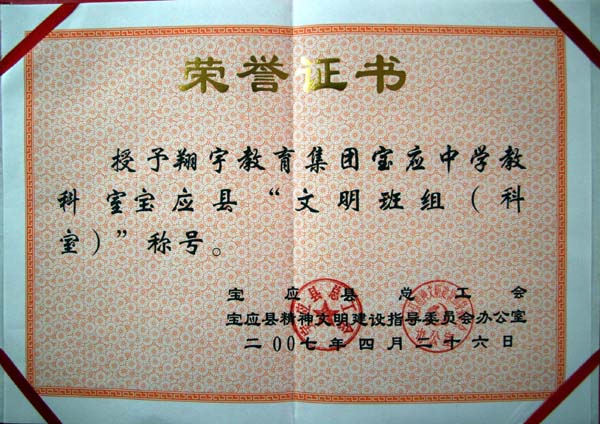 荣誉证书
授予翔宇教育集团宝应中学教
科室宝应县“文明班组（科
室）”称号。
宝应县总工会
宝应县精神文明建设指导委员会办公室
二00七年四月二十六日